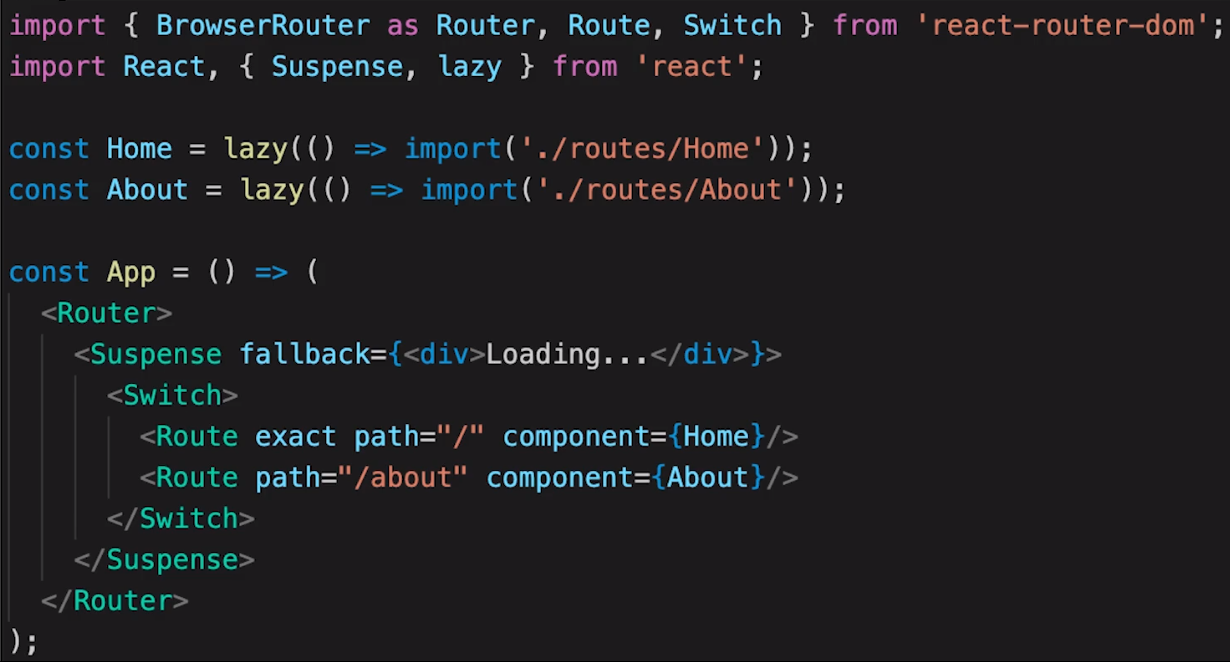 import { BrowserRouter as Router, Route, Switch } from 'react-router-dom';
import React, { Suspense, lazy } from 'react';

const Home = lazy(() => import('./routes/Home'));
const About = lazy(() => import('./routes/About'));

const App = () => (
  <Router>
    <Suspense fallback={<div>Loading...</div>}>
      <Switch>
        <Route exact path="/" component={Home}/>
        <Route path="/about" component={About}/>
      </Switch>
    </Suspense>
  </Router>
);